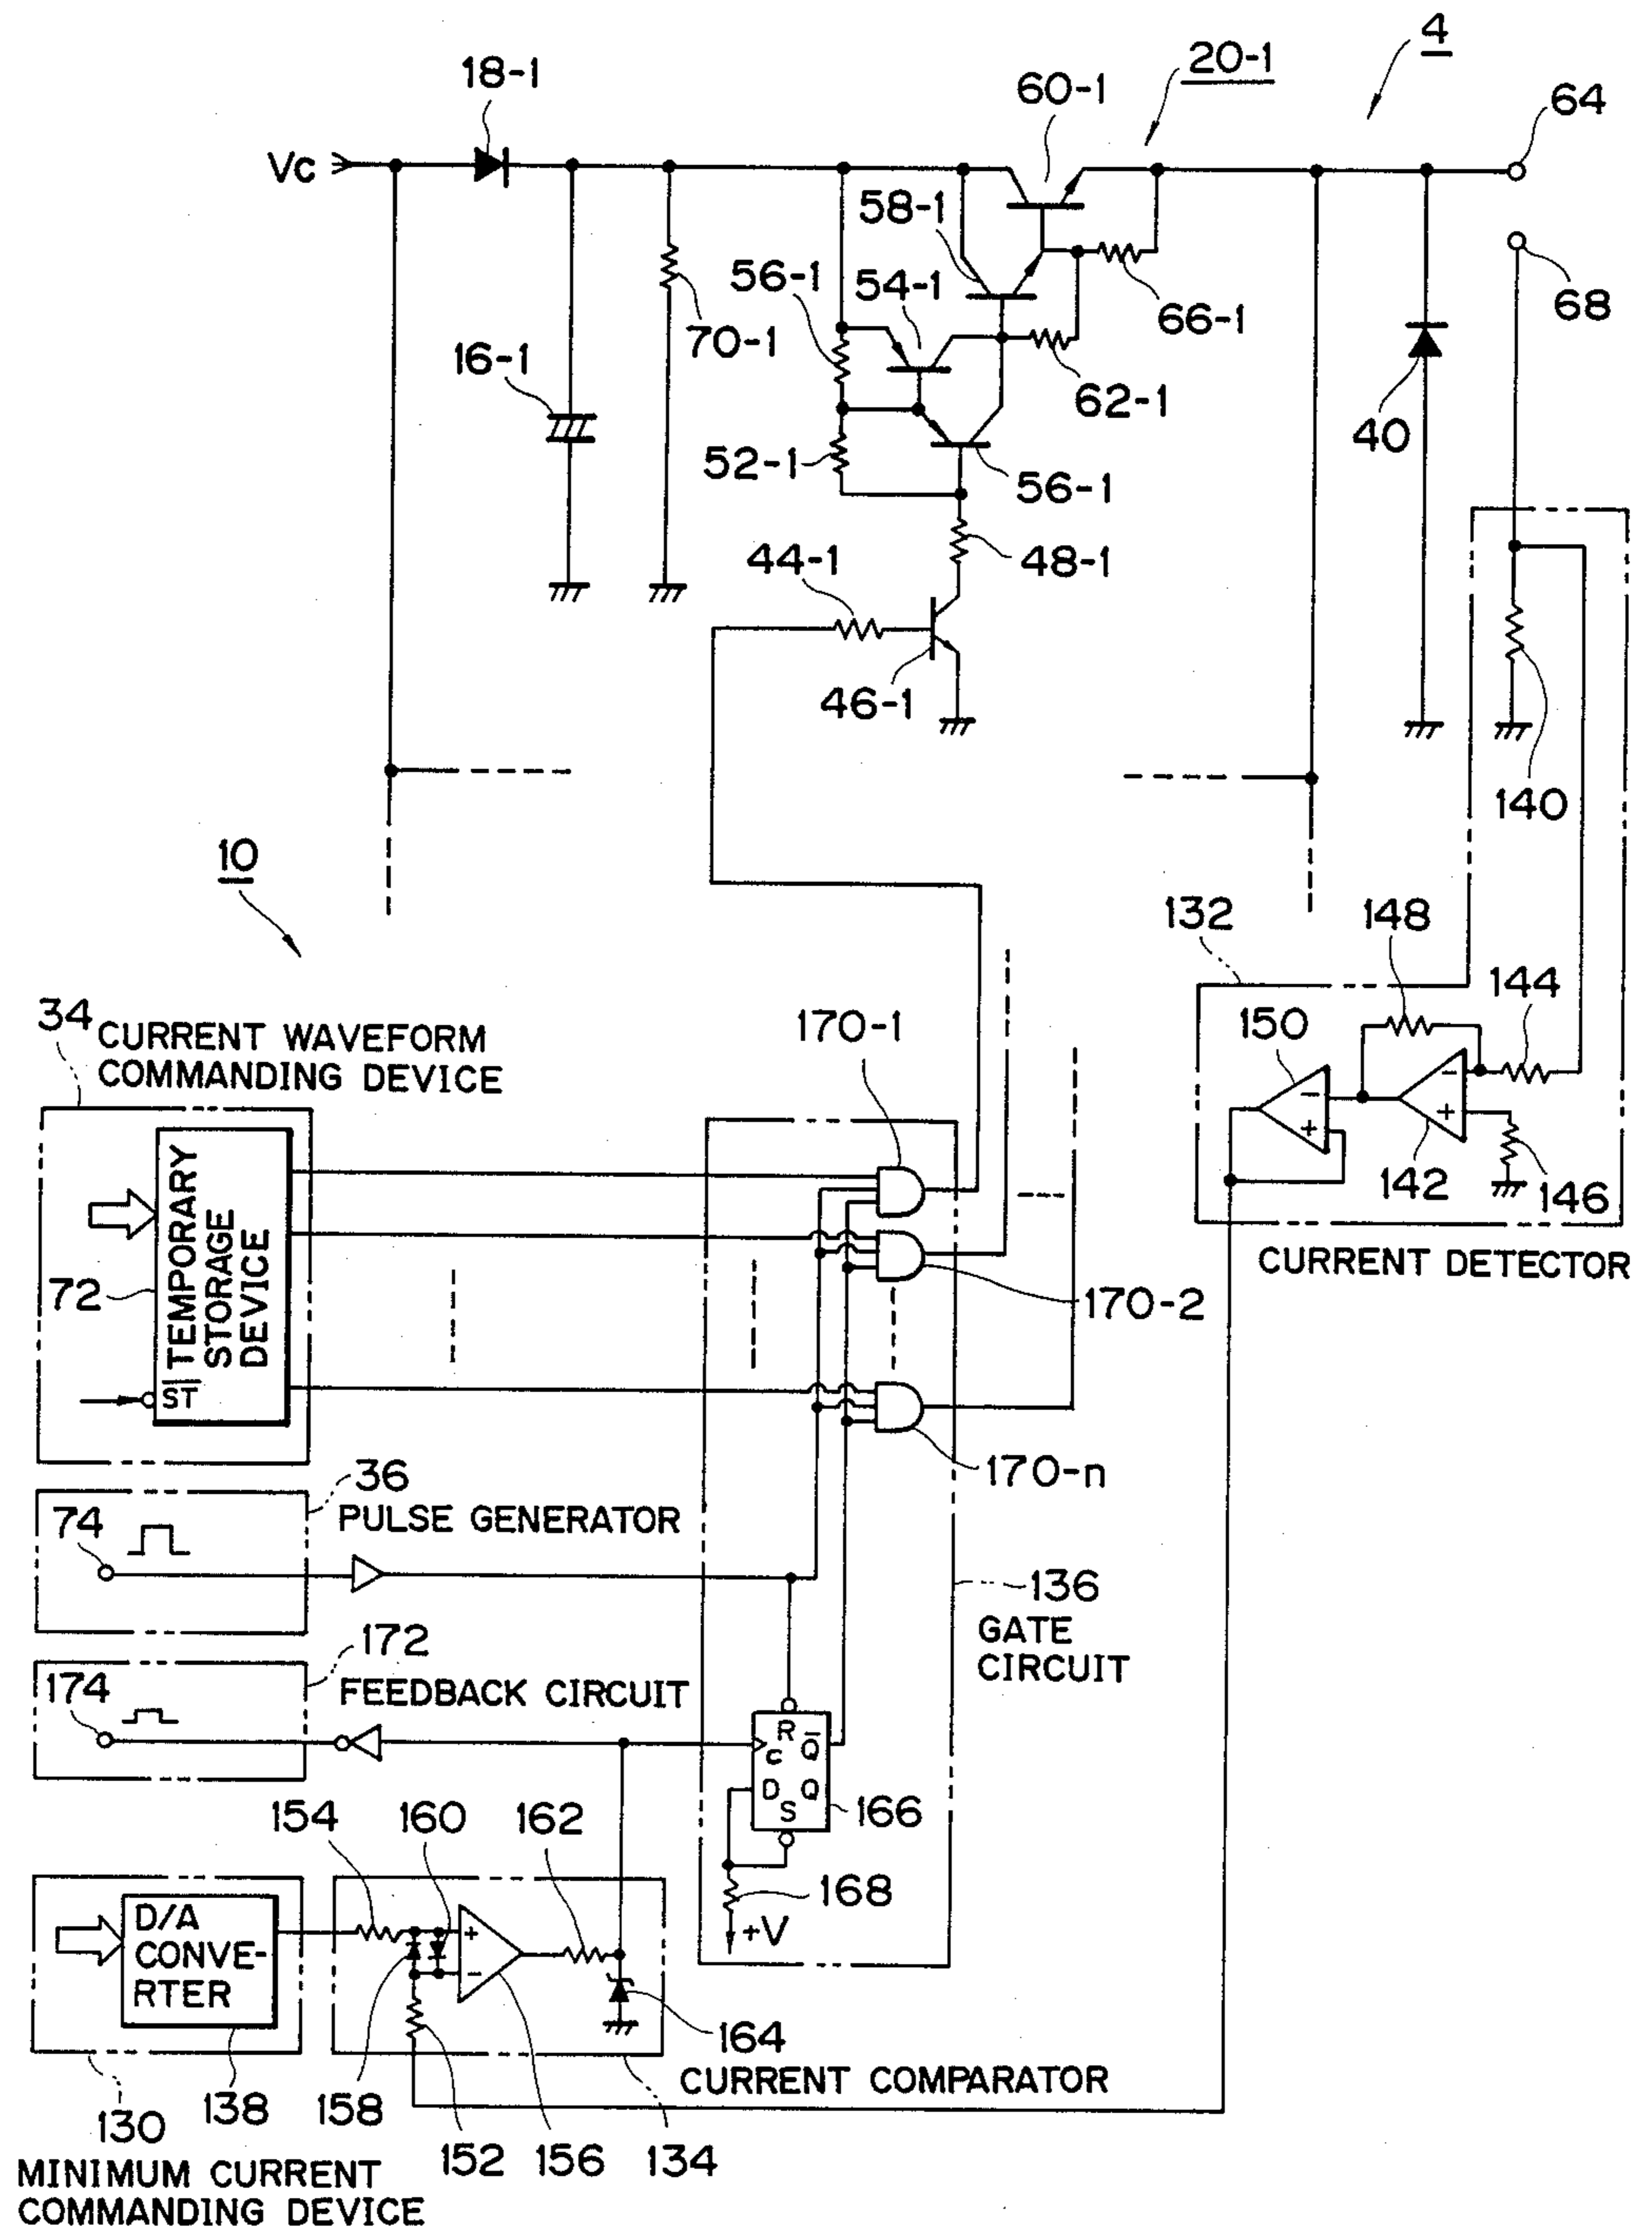 4
20-1
18-1
60-1
64
Vc
58-1
56-1
54-1
68
66-1
70-1
16-1
62-1
40
52-1
56-1
44-1
48-1
46-1
140
10
132
148
34
CURRENT WAVEFORM
COMMANDING DEVICE
170-1
150
144
-
-
+
+
142
146
TEMPORARY
STORAGE
DEVICE
72
ST
CURRENT DETECTOR
170-2
170-n
36
PULSE GENERATOR
74
136
GATE
CIRCUIT
172
FEEDBACK CIRCUIT
174
R
C
Q
D
Q
S
166
154
160
162
168
+V
D/A
CONVE-
RTER
+
-
164
CURRENT COMPARATOR
130
138
158
152
156
134
MINIMUM CURRENT
COMMANDING DEVICE